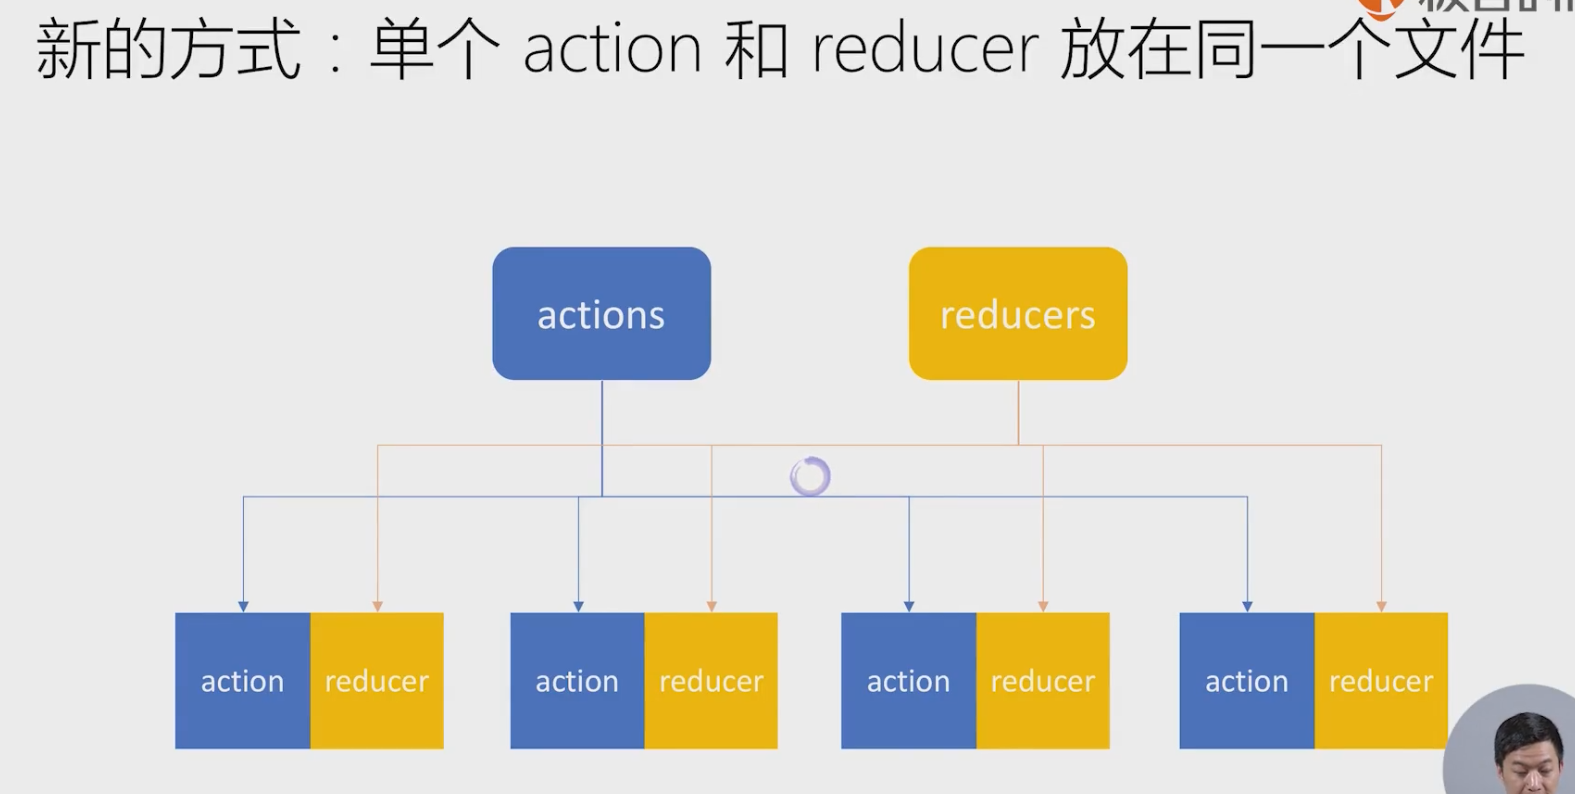 新的方式：单个 action 和 reducer 放在同一个文件
actions
reducers
action reducer action reducer action reducer action reducer